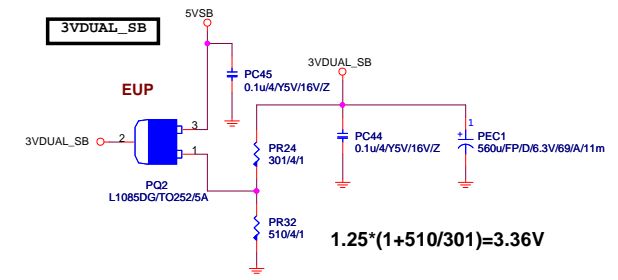 3VDUAL_SB
5VSB
EUP
PC45
0.1u/4/Y5V/16V/Z
3VDUAL_SB
3VDUAL_SB
2
3
1
PQ2
L1085DG/TO252/5A
PR24
301/4/1
PC44
0.1u/4/Y5V/16V/Z
1
+
PEC1
560u/FP/D/6.3V/69/A/11m
PR32
510/4/1
1.25*(1+510/301)=3.36V